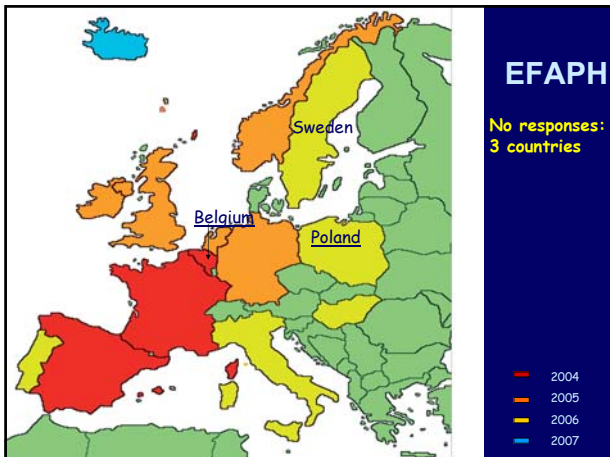 EFAPH
No responses:
3 countries
Sweden
Belgium
Poland
2004
2005
2006
2007